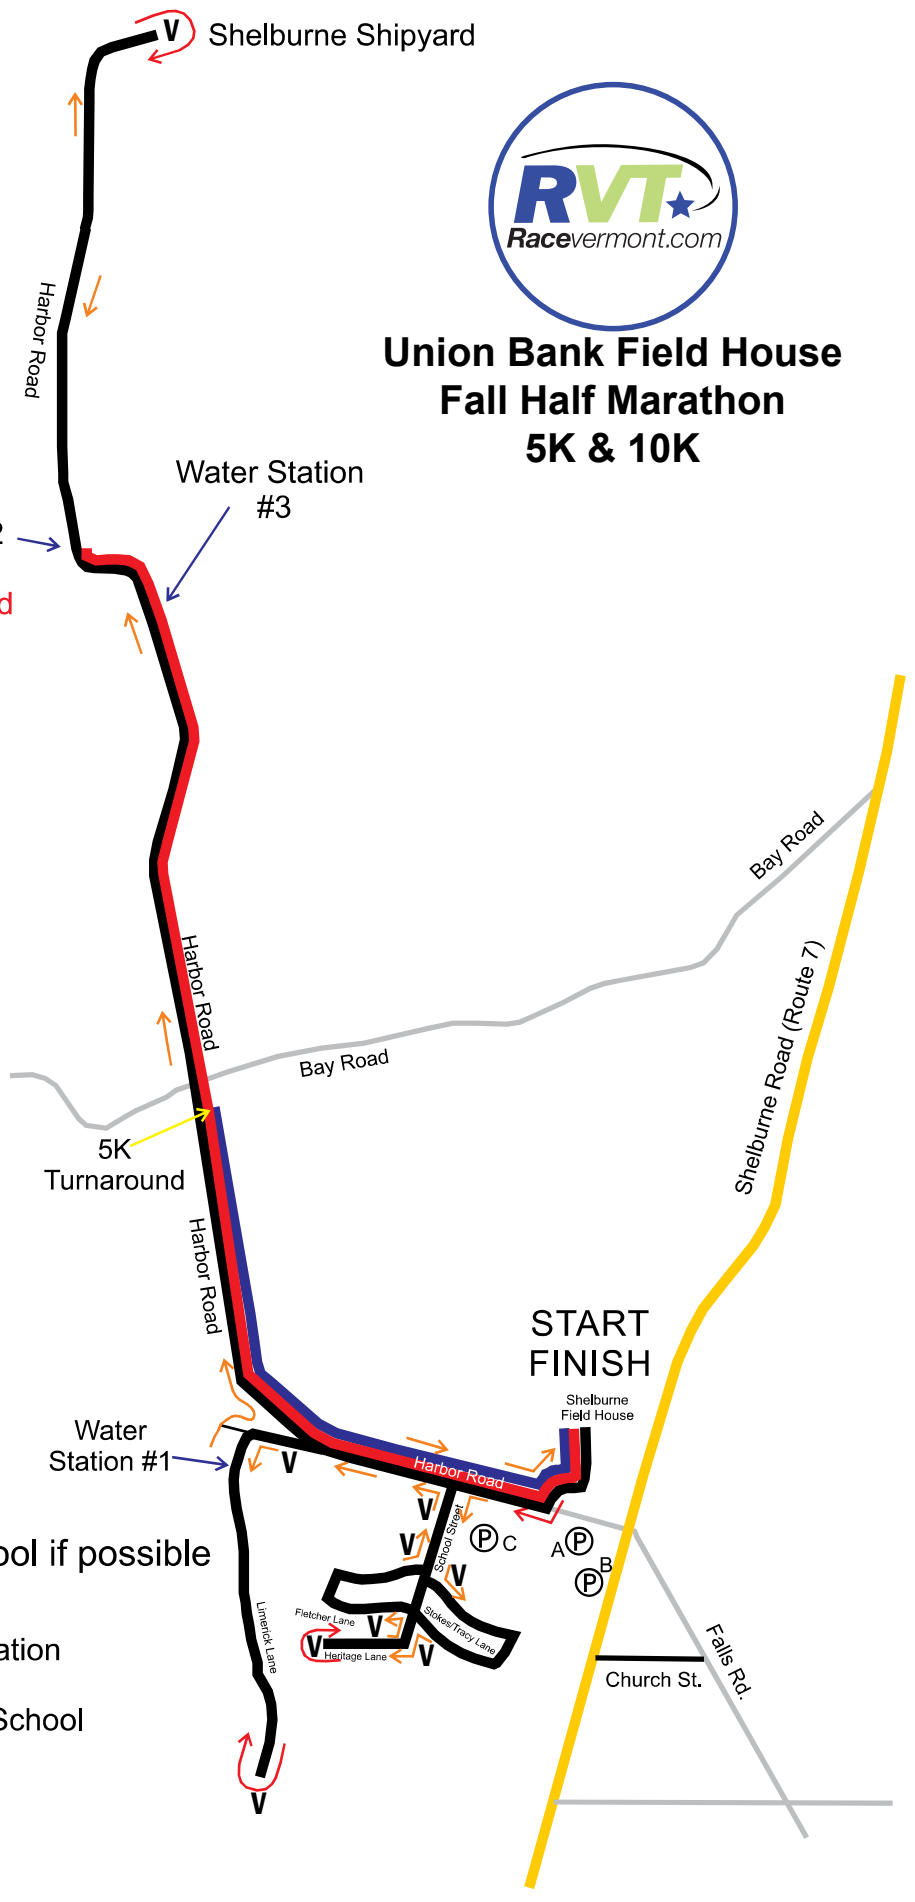 V Shelburne Shipyard
RVT
Racevermont.com
Union Bank Field House
Fall Half Marathon
5K & 10K
Harbor Road
Water Station
#3
2
d
Bay Road
Harbor Road
Shelburne Road (Route 7)
Bay Road
5K
Turnaround
Harbor Road
START
FINISH
Shelburne
Field House
Water
Station #1
V
Harbor Road
V
School Street
P C
A P
P B
V
ool if possible
V
Fletcher Lane
Stokes/Tracy Lane
V
Limerick Lane
V
Heritage Lane
V
ation
Falls Rd.
Church St.
School
V